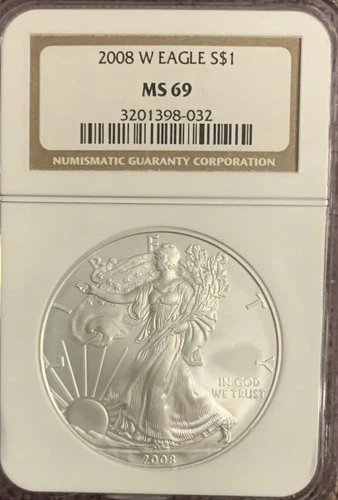 2008 W EAGLE S$1
MS 69
3201398-032
NUMISMATIC GUARANTY CORPORATION
LIBERTY
IN GOD
WE TRUST
2008